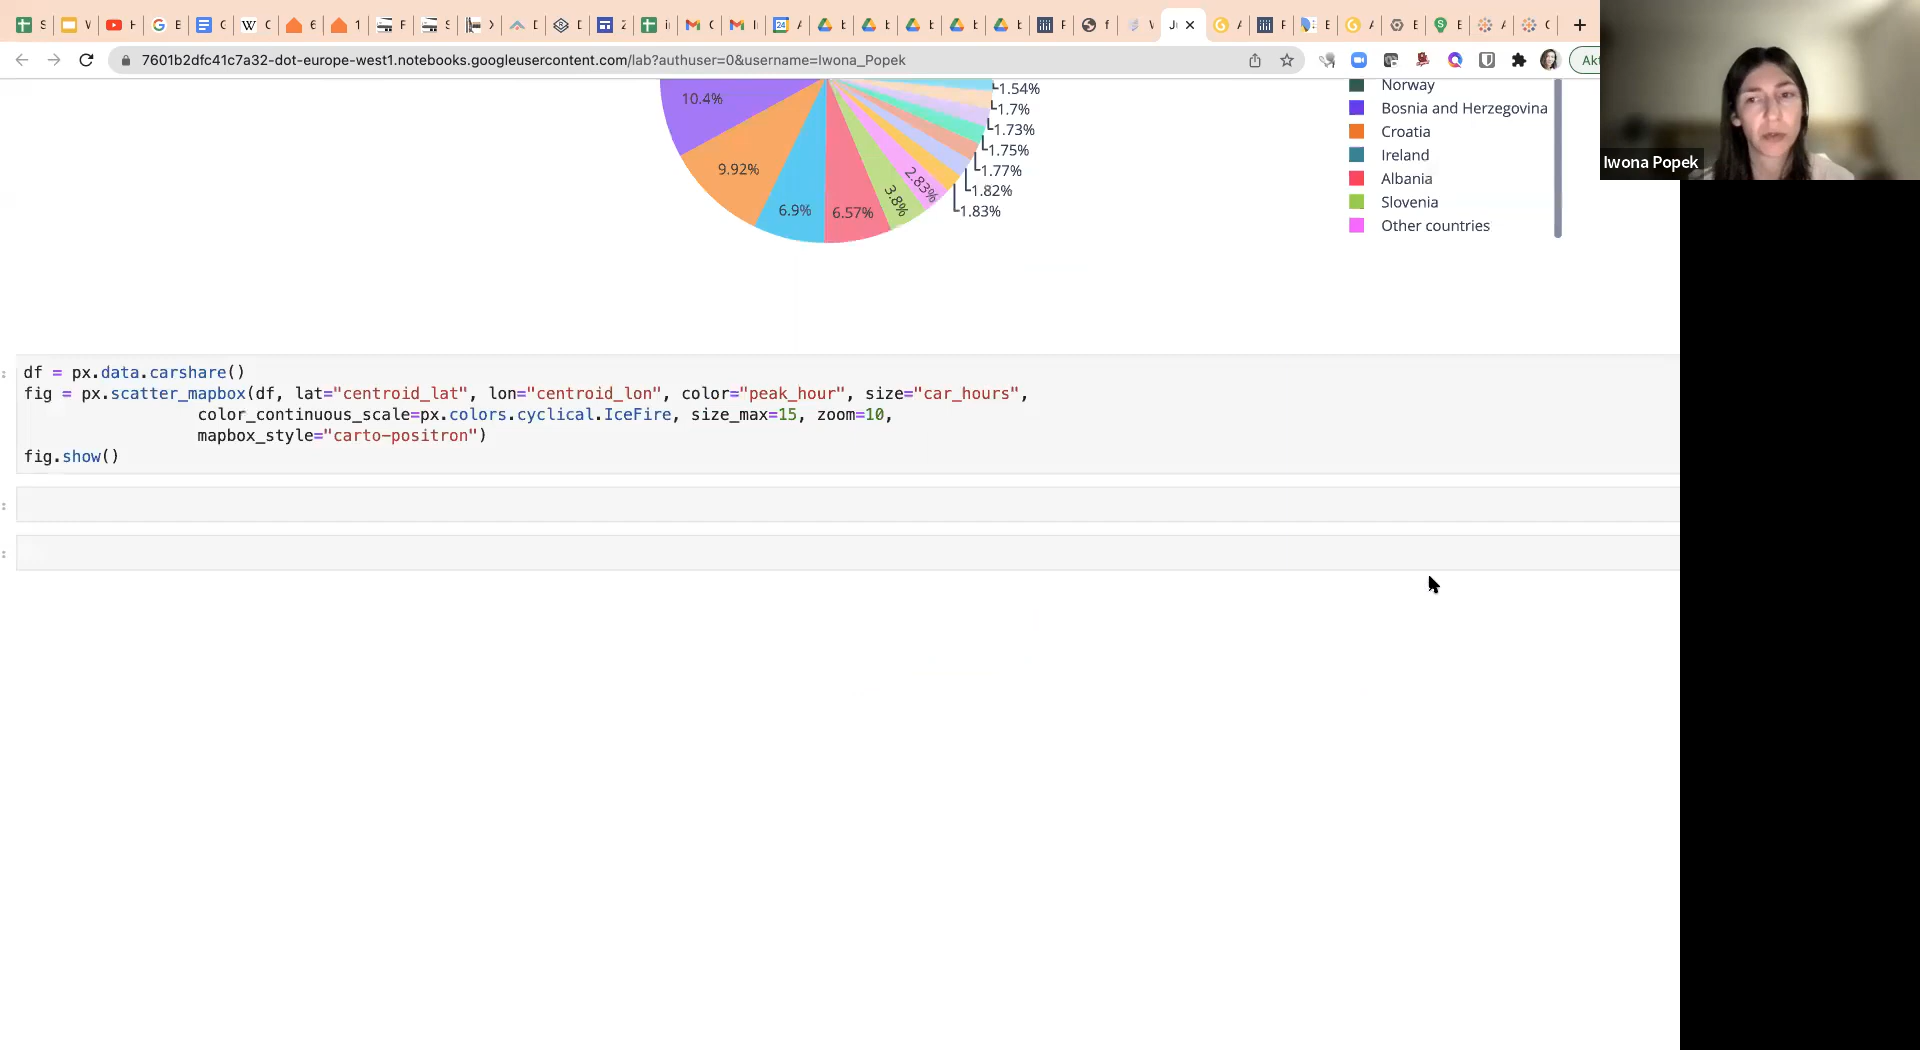 7601b2dfc41c7a32-dot-europe-west1.notebooks.googleusercontent.com/lab?authuser=0&username=Iwona_Popek
Iwona Popek
10.4%
9.92%
6.9%
6.57%
3.8%
2.83%
1.54%
1.7%
1.73%
1.75%
1.77%
1.82%
1.83%
Norway
Bosnia and Herzegovina
Croatia
Ireland
Albania
Slovenia
Other countries
df = px.data.carshare()
fig = px.scatter_mapbox(df, lat="centroid_lat", lon="centroid_lon", color="peak_hour", size="car_hours",
color_continuous_scale=px.colors.cyclical.IceFire, size_max=15, zoom=10,
mapbox_style="carto-positron")
fig.show()